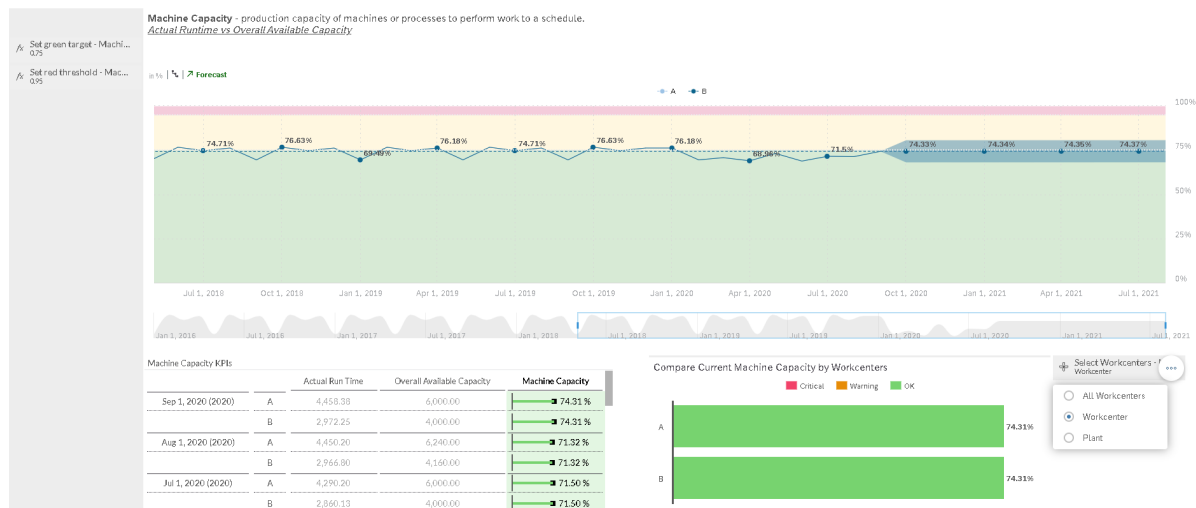 Machine Capacity - production capacity of machines or processes to perform work to a schedule.
Actual Runtime vs Overall Available Capacity
Set green target - Machi...
0.75
Set red threshold - Mac...
0.95
in % | Forecast
A B
100%
75%
50%
25%
0%
74.71% 76.63% 69.49% 76.18% 74.71% 76.63% 76.18% 68.96% 71.5% 74.33% 74.34% 74.35% 74.37%
Jul 1, 2018 Oct 1, 2018 Jan 1, 2019 Apr 1, 2019 Jul 1, 2019 Oct 1, 2019 Jan 1, 2020 Apr 1, 2020 Jul 1, 2020 Oct 1, 2020 Jan 1, 2021 Apr 1, 2021 Jul 1, 2021
Jan 1, 2016 Jul 1, 2016 Jan 1, 2017 Jul 1, 2017 Jan 1, 2018 Jul 1, 2018 Jan 1, 2019 Jul 1, 2019 Jan 1, 2020 Jul 1, 2020 Jan 1, 2021 Jul 1, 2021
Machine Capacity KPIs
Actual Run Time Overall Available Capacity Machine Capacity
Sep 1, 2020 (2020) A 4,458.38 6,000.00 74.31 %
B 2,972.25 4,000.00 74.31 %
Aug 1, 2020 (2020) A 4,450.20 6,240.00 71.32 %
B 2,966.80 4,160.00 71.32 %
Jul 1, 2020 (2020) A 4,290.20 6,000.00 71.50 %
B 2,860.13 4,000.00 71.50 %
Compare Current Machine Capacity by Workcenters
Critical Warning OK
A 74.31%
B 74.31%
Select Workcenters -
Workcenter
All Workcenters
Workcenter
Plant